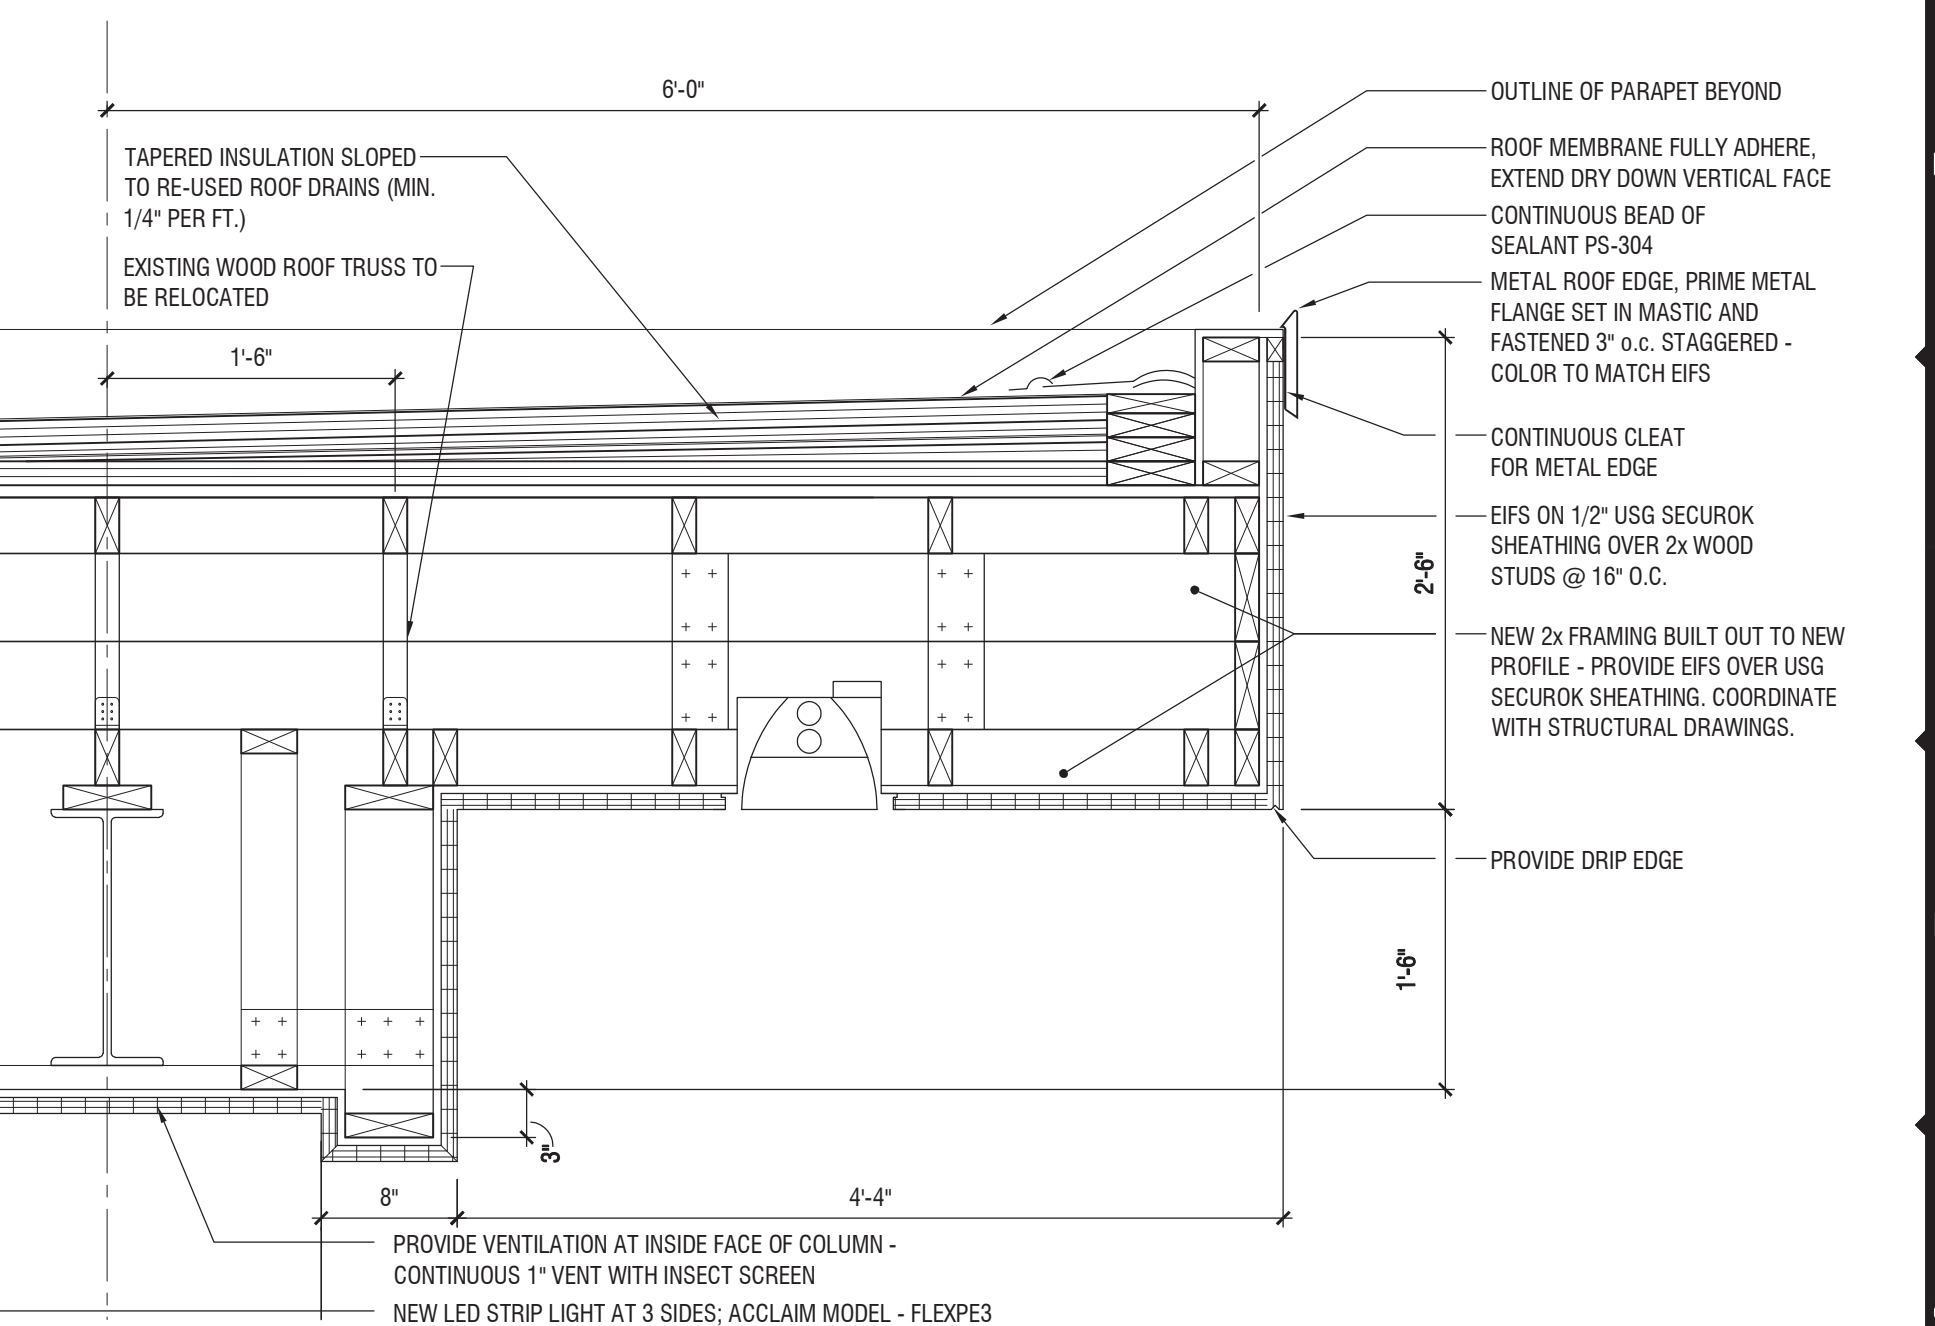 6'-0"
OUTLINE OF PARAPET BEYOND
TAPERED INSULATION SLOPED
TO RE-USED ROOF DRAINS (MIN.
1/4" PER FT.)
ROOF MEMBRANE FULLY ADHERE,
EXTEND DRY DOWN VERTICAL FACE
CONTINUOUS BEAD OF
SEALANT PS-304
EXISTING WOOD ROOF TRUSS TO
BE RELOCATED
METAL ROOF EDGE, PRIME METAL
FLANGE SET IN MASTIC AND
FASTENED 3" o.c. STAGGERED -
COLOR TO MATCH EIFS
1'-6"
CONTINUOUS CLEAT
FOR METAL EDGE
EIFS ON 1/2" USG SECUROK
SHEATHING OVER 2x WOOD
STUDS @ 16" O.C.
2'-6"
NEW 2x FRAMING BUILT OUT TO NEW
PROFILE - PROVIDE EIFS OVER USG
SECUROK SHEATHING. COORDINATE
WITH STRUCTURAL DRAWINGS.
PROVIDE DRIP EDGE
1'-6"
3"
8"
4'-4"
PROVIDE VENTILATION AT INSIDE FACE OF COLUMN -
CONTINUOUS 1" VENT WITH INSECT SCREEN
NEW LED STRIP LIGHT AT 3 SIDES; ACCLAIM MODEL - FLEXPE3